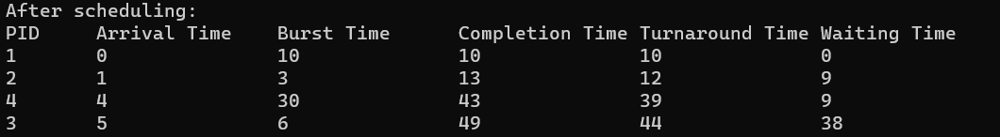 After scheduling:
PID Arrival Time Burst Time Completion Time Turnaround Time Waiting Time
1 0 10 10 10 0
2 1 3 13 12 9
4 4 30 43 39 9
3 5 6 49 44 38